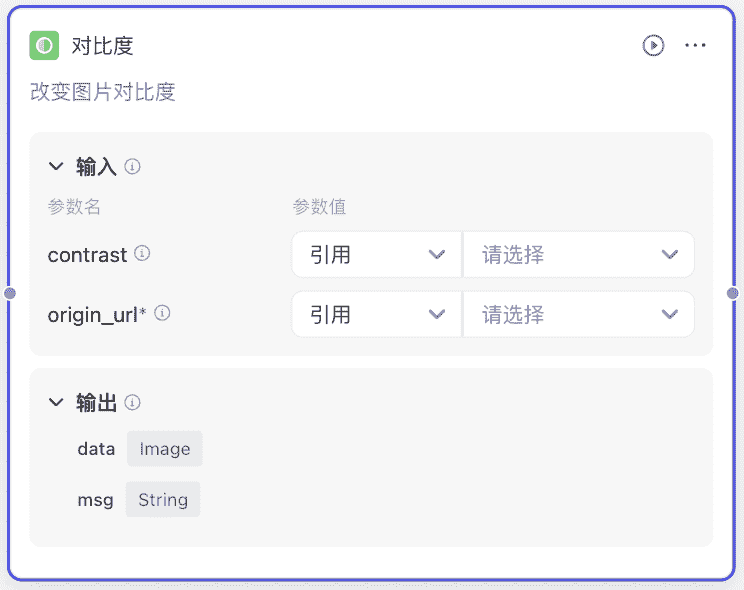 对比度
改变图片对比度
输入
参数名 参数值
contrast 引用 请选择
origin_url* 引用 请选择
输出
data Image
msg String